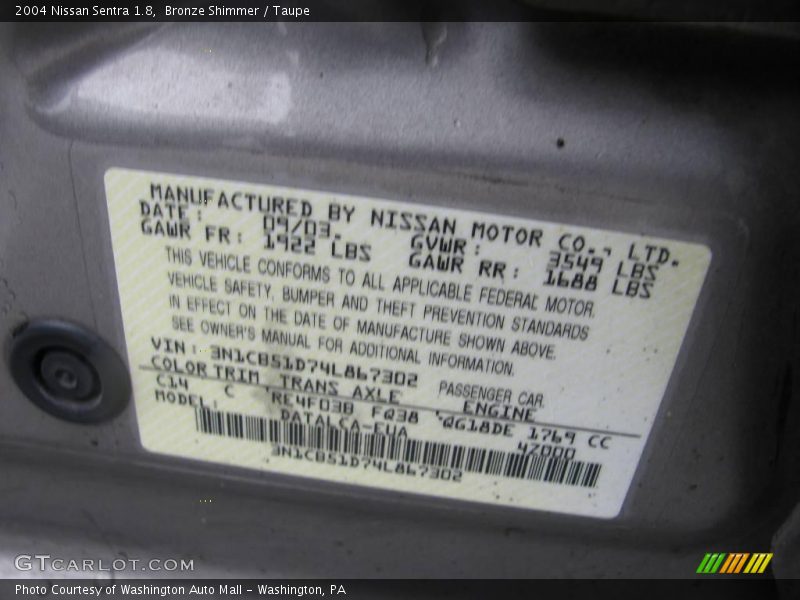 2004 Nissan Sentra 1.8,  Bronze Shimmer / Taupe
MANUFACTURED BY NISSAN MOTOR CO., LTD.
DATE: 09/03. GVWR: 3549 LBS
GAWR FR: 1922 LBS GAWR RR: 1688 LBS
THIS VEHICLE CONFORMS TO ALL APPLICABLE FEDERAL MOTOR
VEHICLE SAFETY, BUMPER AND THEFT PREVENTION STANDARDS
IN EFFECT ON THE DATE OF MANUFACTURE SHOWN ABOVE.
SEE OWNER'S MANUAL FOR ADDITIONAL INFORMATION.
VIN: 3N1CB51D74L867302 PASSENGER CAR
COLOR TRIM TRANS AXLE ENGINE
C14 C RE4F03B FQ38 QG18DE 1769 CC
MODEL: DATALCA-EUA 4Z000
3N1CB51D74L867302
GTCARLOT.COM
Photo Courtesy of Washington Auto Mall - Washington, PA